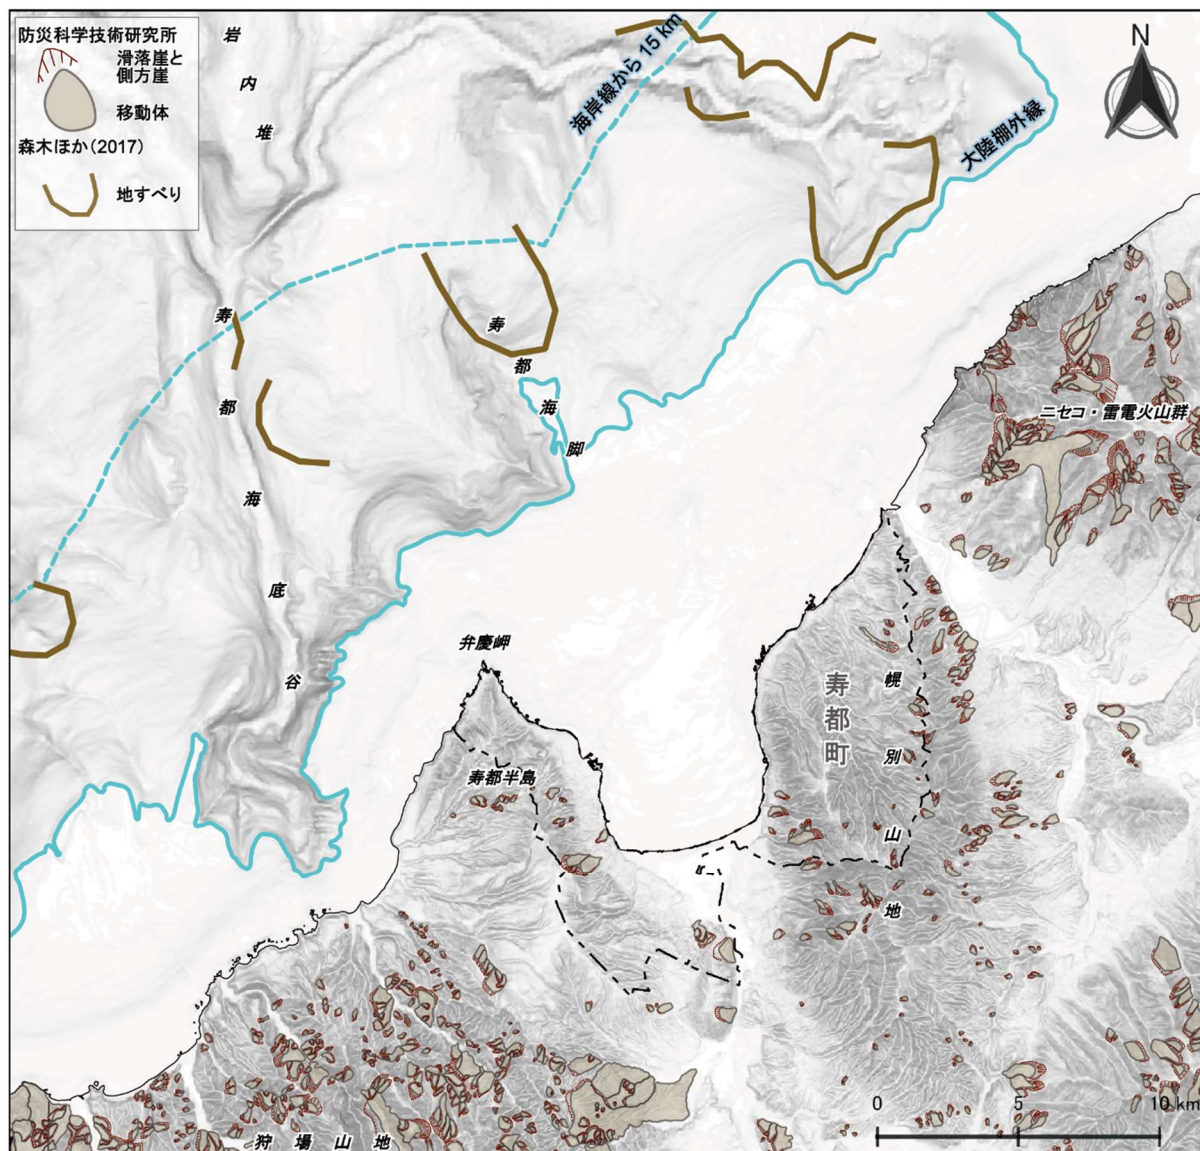 防災科学技術研究所
滑落崖と
側方崖
移動体
森木ほか(2017)
地すべり
岩内堆
海岸線から 15 km
大陸棚外縁
N
寿都海底谷
寿都海脚
ニセコ・雷電火山群
弁慶岬
寿都町
幌別山地
寿都半島
狩場山地
0 5 10 km